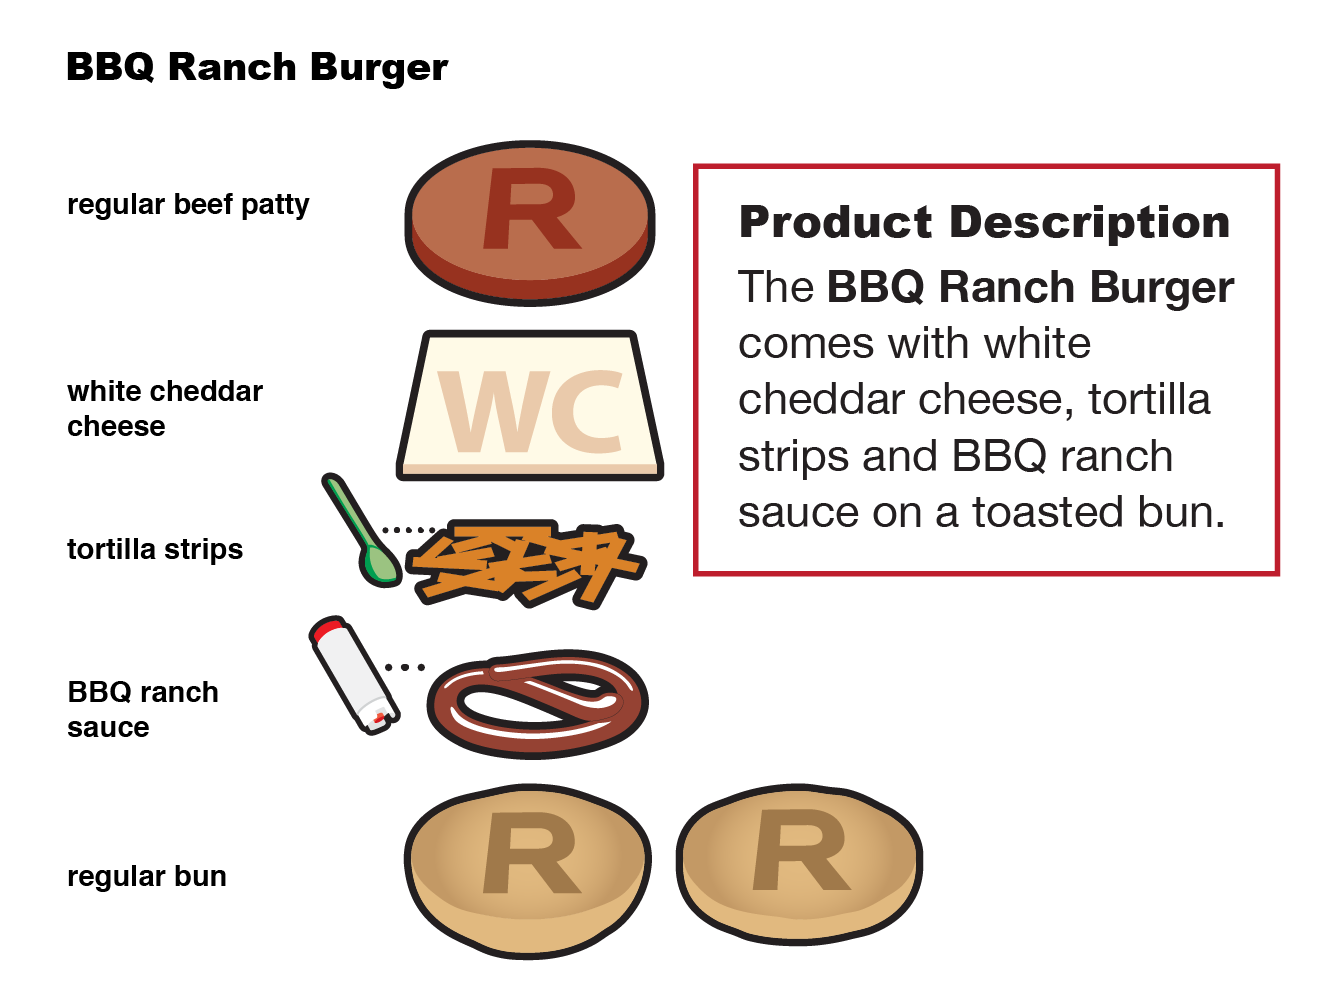 BBQ Ranch Burger
regular beef patty
R
white cheddar
cheese
WC
tortilla strips
BBQ ranch
sauce
regular bun
R
R
Product Description
The BBQ Ranch Burger
comes with white
cheddar cheese, tortilla
strips and BBQ ranch
sauce on a toasted bun.